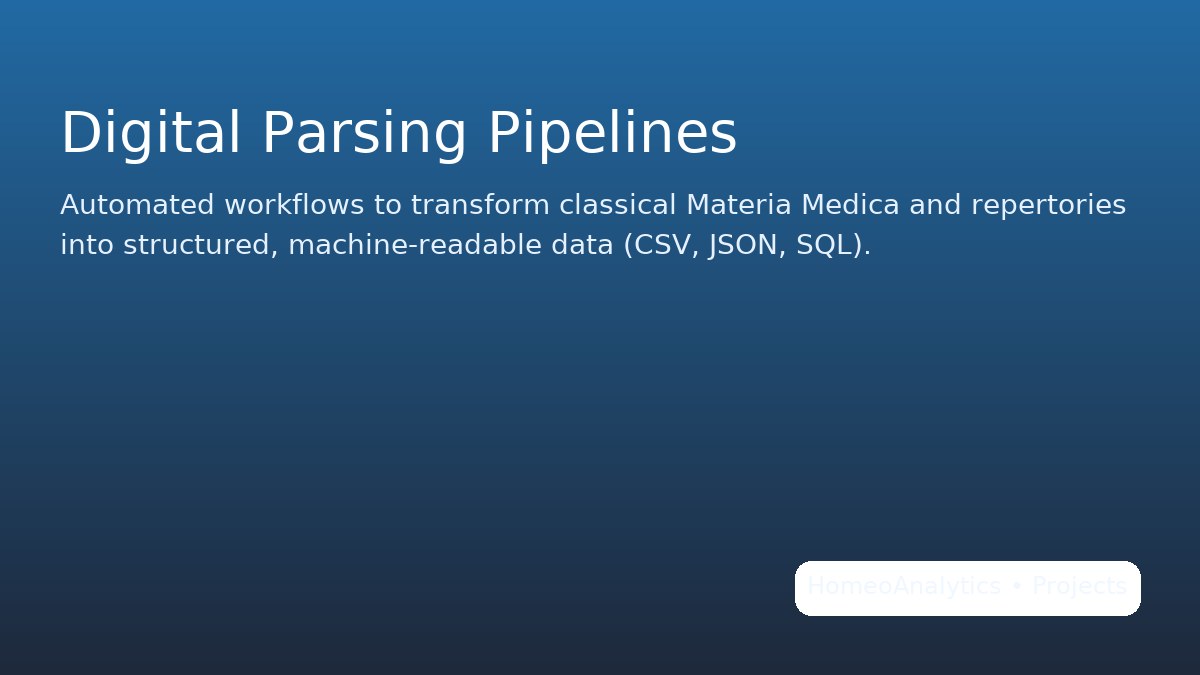 Digital Parsing Pipelines
Automated workflows to transform classical Materia Medica and repertories
into structured, machine-readable data (CSV, JSON, SQL).
HomeoAnalytics • Projects